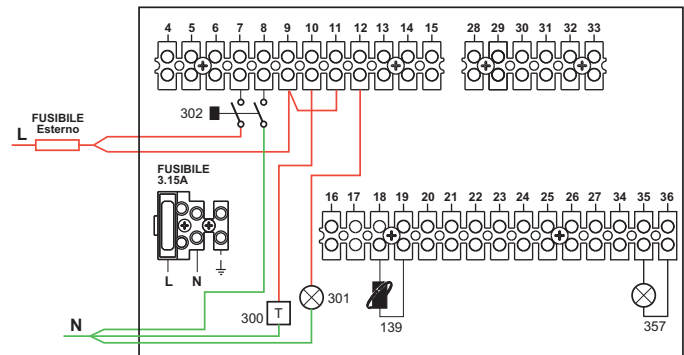 4 5 6 7 8 9 10 11 12 13 14 15
28 29 30 31 32 33
302
FUSIBILE
Esterno
L
FUSIBILE
3.15A
16 17 18 19 20 21 22 23 24 25 26 27 34 35 36
L N
N
300 T
301
139
357